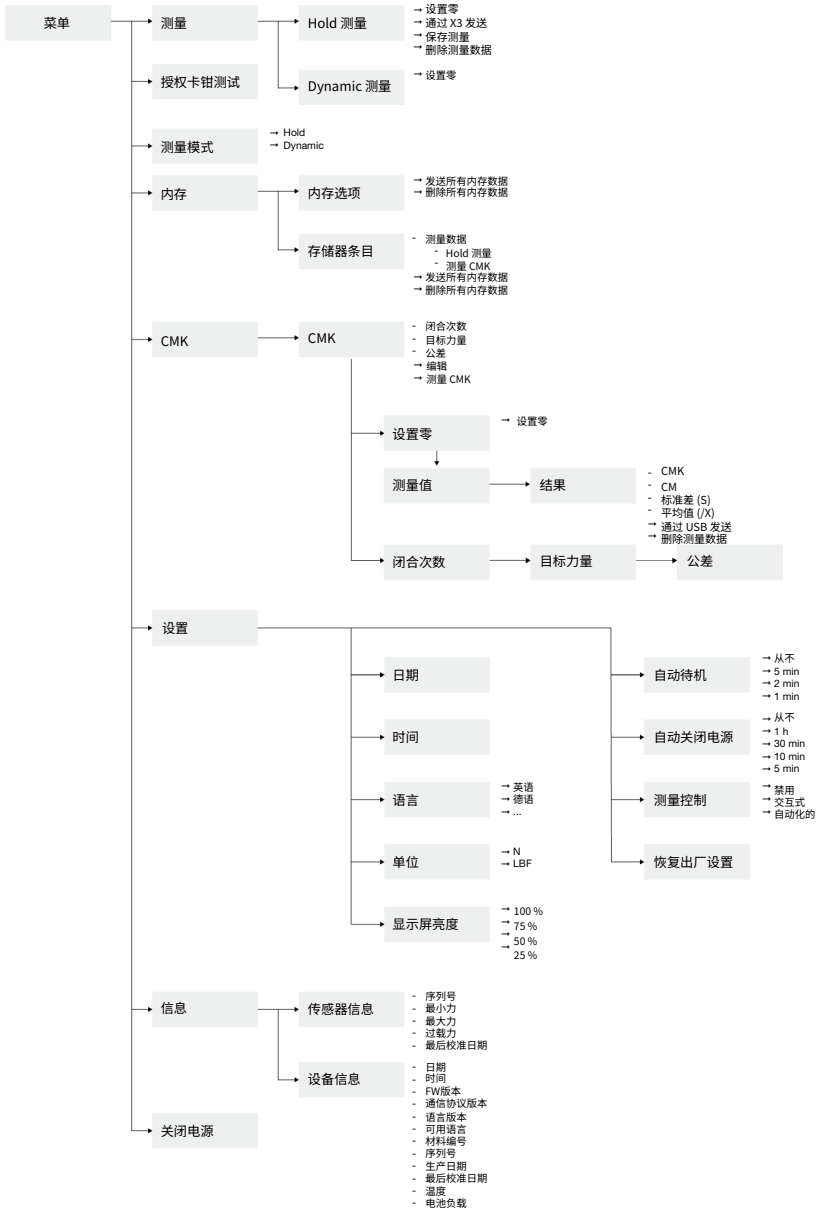 菜单
测量
Hold 测量
→ 设置零
→ 通过 X3 发送
→ 保存测量
→ 删除测量数据
授权卡钳测试
Dynamic 测量
→ 设置零
测量模式
→ Hold
→ Dynamic
内存
内存选项
→ 发送所有内存数据
→ 删除所有内存数据
存储器条目
- 测量数据
- Hold 测量
- 测量 CMK
→ 发送所有内存数据
→ 删除所有内存数据
CMK
CMK
- 闭合次数
- 目标力量
- 公差
→ 编辑
→ 测量 CMK
设置零
→ 设置零
测量值
结果
- CMK
- CM
- 标准差 (S)
- 平均值 (/X)
→ 通过 USB 发送
→ 删除测量数据
闭合次数
目标力量
公差
设置
日期
时间
语言
→ 英语
→ 德语
→ ...
单位
→ N
→ LBF
显示屏亮度
→ 100 %
→ 75 %
→ 50 %
→ 25 %
自动待机
→ 从不
→ 5 min
→ 2 min
→ 1 min
自动关闭电源
→ 从不
→ 1 h
→ 30 min
→ 10 min
→ 5 min
测量控制
→ 禁用
→ 交互式
→ 自动化的
恢复出厂设置
信息
传感器信息
- 序列号
- 最小力
- 最大力
- 过载力
- 最后校准日期
设备信息
- 日期
- 时间
- FW版本
- 通信协议版本
- 语言版本
- 可用语言
- 材料编号
- 序列号
- 生产日期
- 最后校准日期
- 温度
- 电池负载
关闭电源